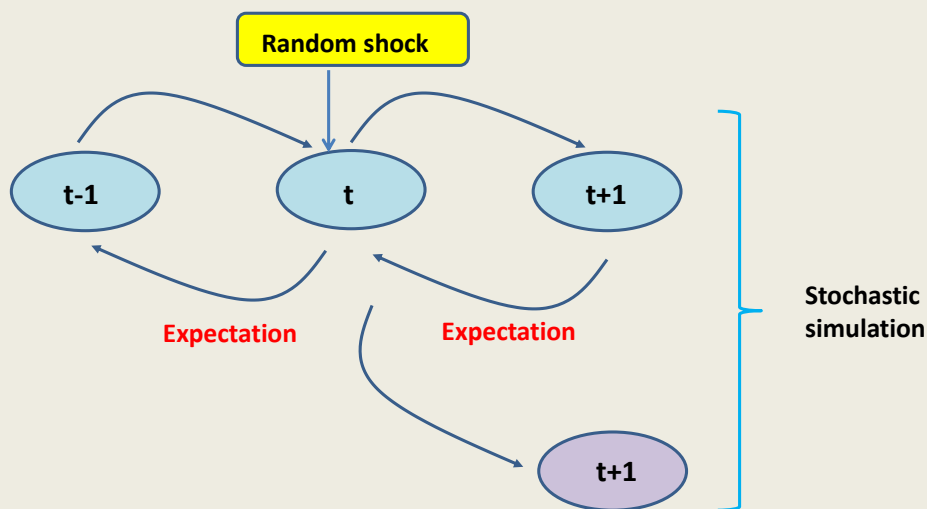 Random shock
t-1
t
t+1
Expectation
Expectation
Stochastic
simulation
t+1